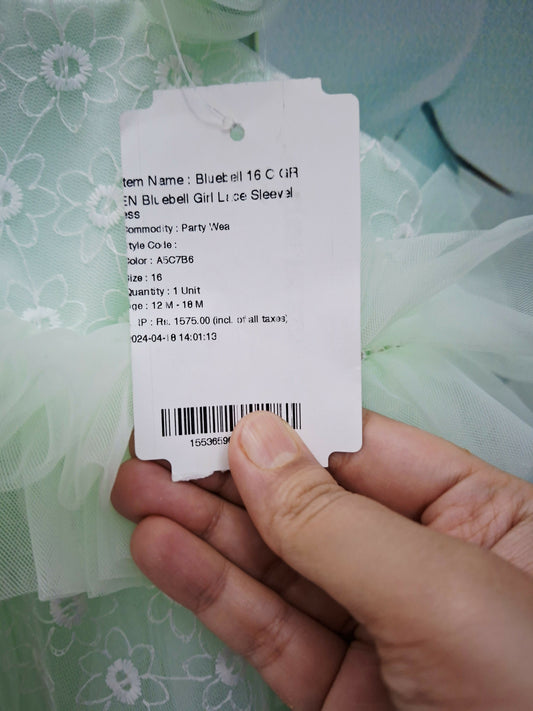 tem Name : Bluebell 16 C GR
EN Bluebell Girl Lace Sleevel
ess
Commodity : Party Wea
tyle Code :
Color : A5C7B6
ize : 16
Quantity : 1 Unit
ge : 12 M - 18 M
RP : Rs. 1575.00 (incl. of all taxes)
2024-04-18 14:01:13
1553659